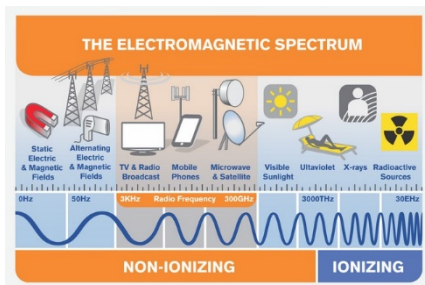 THE ELECTROMAGNETIC SPECTRUM
Static
Electric
& Magnetic
Fields
Alternating
Electric
& Magnetic
Fields
TV & Radio
Broadcast
Mobile
Phones
Microwave
& Satellite
Visible
Sunlight
Ultaviolet
X-rays
Radioactive
Sources
0Hz
50Hz
3KHz
Radio Frequency
300GHz
3000THz
30EHz
NON-IONIZING
IONIZING